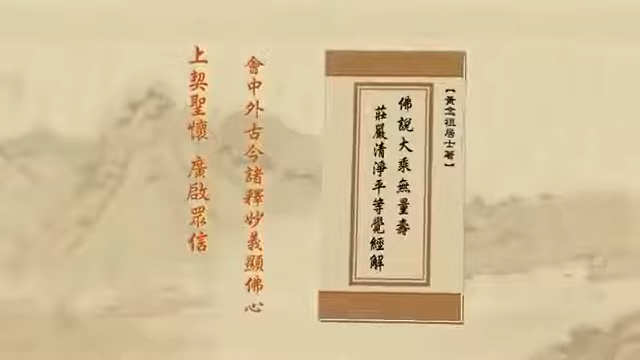 【黃念祖居士著】
佛說大乘無量壽
莊嚴清淨平等覺經解
會中外古今諸釋妙義顯佛心
上契聖懷 廣啟眾信